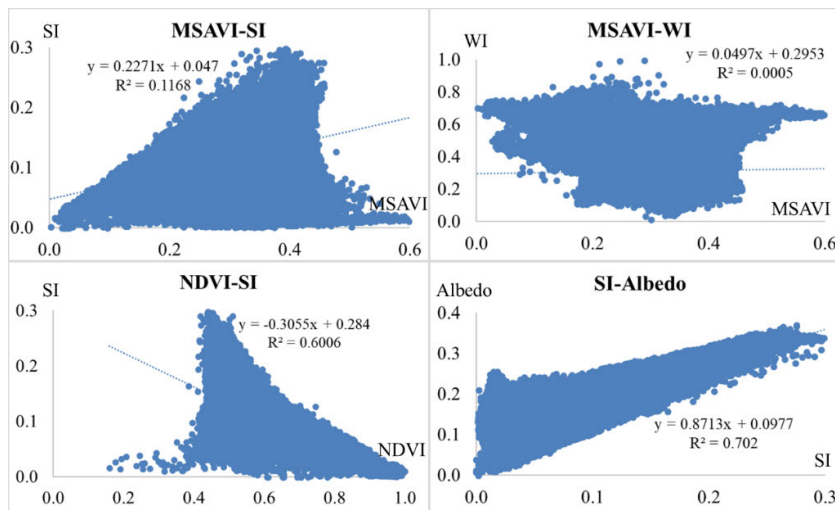 MSAVI-SI
SI
y = 0.2271x + 0.047
R² = 0.1168
MSAVI
0.3
0.2
0.1
0.0
0.0 0.2 0.4 0.6
MSAVI-WI
WI
y = 0.0497x + 0.2953
R² = 0.0005
MSAVI
1.0
0.8
0.6
0.4
0.2
0.0
0.0 0.2 0.4 0.6
NDVI-SI
SI
y = -0.3055x + 0.284
R² = 0.6006
NDVI
0.3
0.2
0.1
0.0
0.0 0.2 0.4 0.6 0.8 1.0
SI-Albedo
Albedo
y = 0.8713x + 0.0977
R² = 0.702
SI
0.4
0.3
0.2
0.1
0.0
0.0 0.1 0.2 0.3